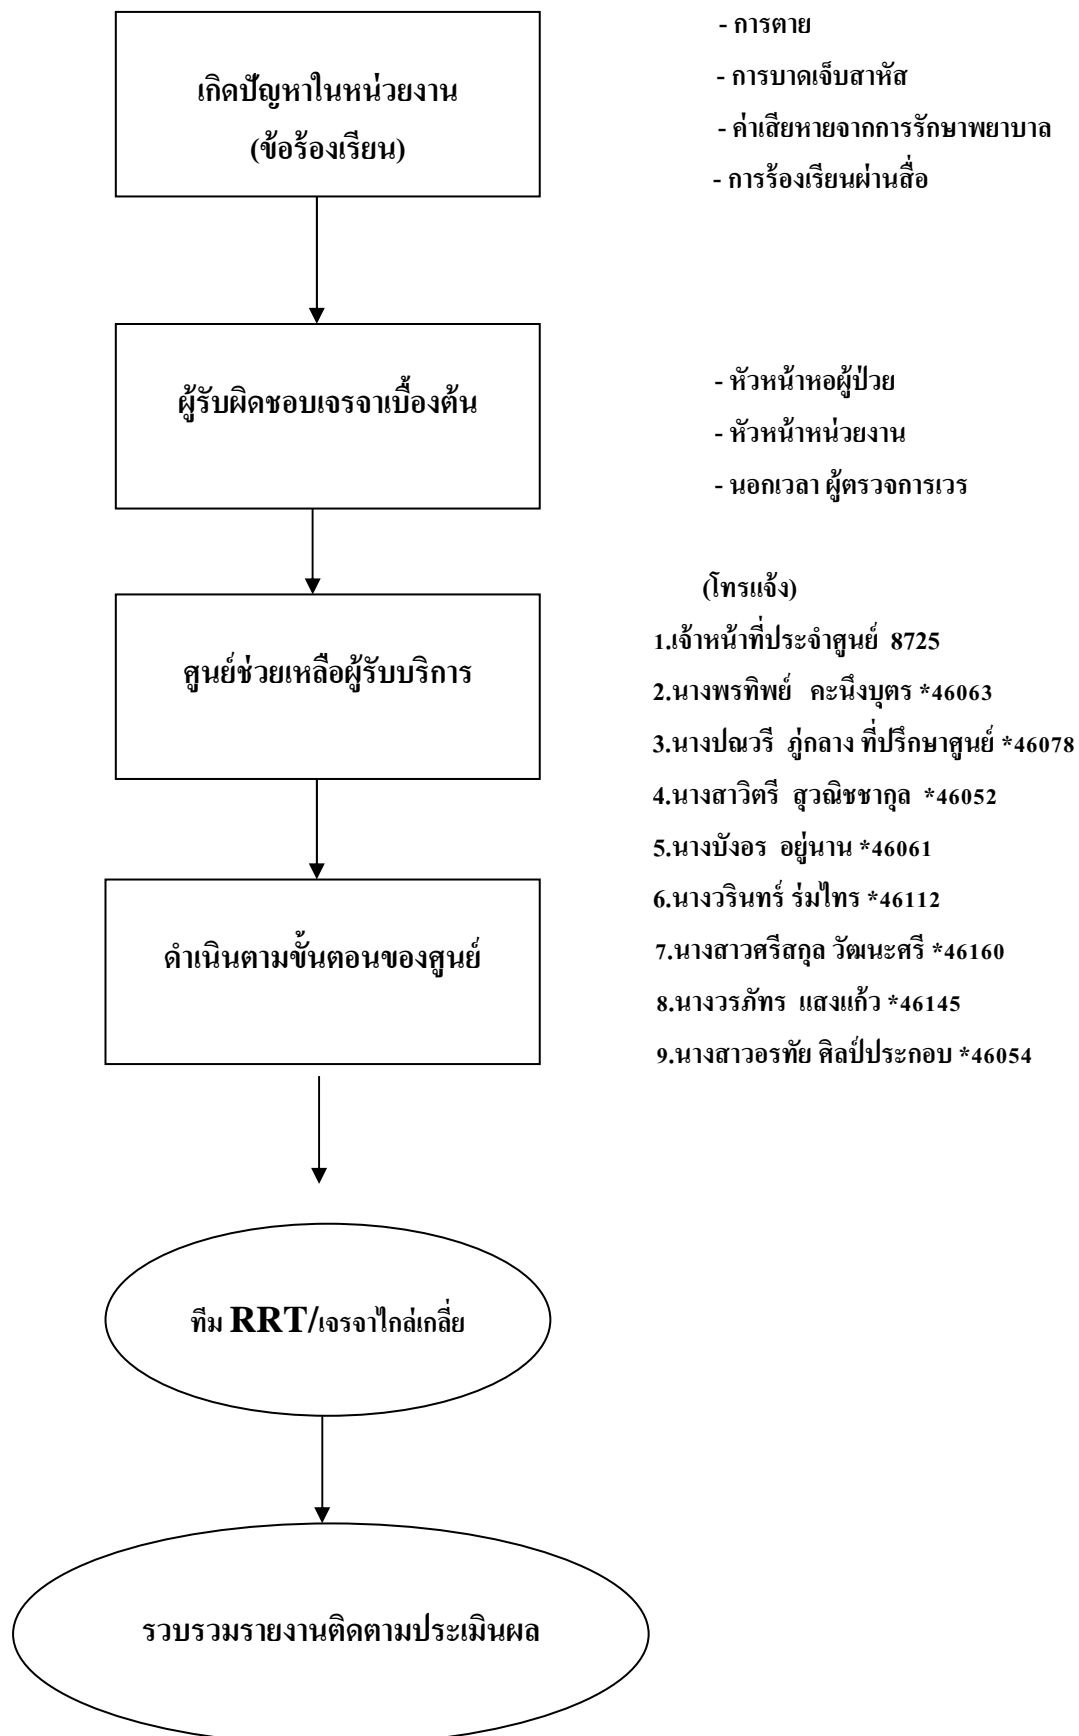 เกิดปัญหาในหน่วยงาน
(ข้อร้องเรียน)
- การตาย
- การบาดเจ็บสาหัส
- ค่าเสียหายจากการรักษาพยาบาล
- การร้องเรียนผ่านสื่อ
ผู้รับผิดชอบเจรจาเบื้องต้น
- หัวหน้าหอผู้ป่วย
- หัวหน้าหน่วยงาน
- นอกเวลา ผู้ตรวจการเวร
ศูนย์ช่วยเหลือผู้รับบริการ
(โทรแจ้ง)
1.เจ้าหน้าที่ประจำศูนย์ 8725
2.นางพรทิพย์ คะนึงบุตร *46063
3.นางปณวรี ภู่กลาง ที่ปรึกษาศูนย์ *46078
4.นางสาวิตรี สุวณิชชากุล *46052
5.นางบังอร อยู่นาน *46061
6.นางวรินทร์ ร่มไทร *46112
7.นางสาวศรีสกุล วัฒนะศรี *46160
8.นางวรภัทร แสงแก้ว *46145
9.นางสาวอรทัย ศิลป์ประกอบ *46054
ดำเนินตามขั้นตอนของศูนย์
ทีม RRT/เจรจาไกล่เกลี่ย
รวบรวมรายงานติดตามประเมินผล